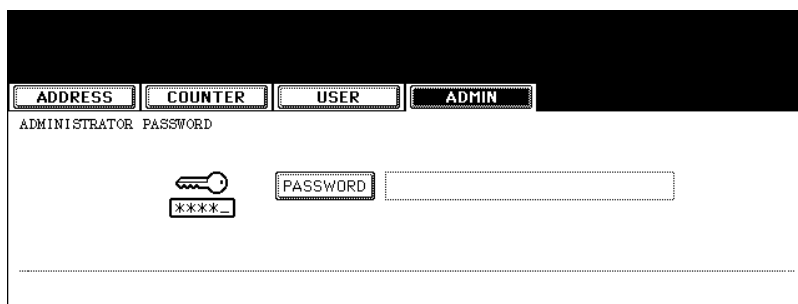 ADDRESS COUNTER USER ADMIN
ADMINISTRATOR PASSWORD
PASSWORD
****_